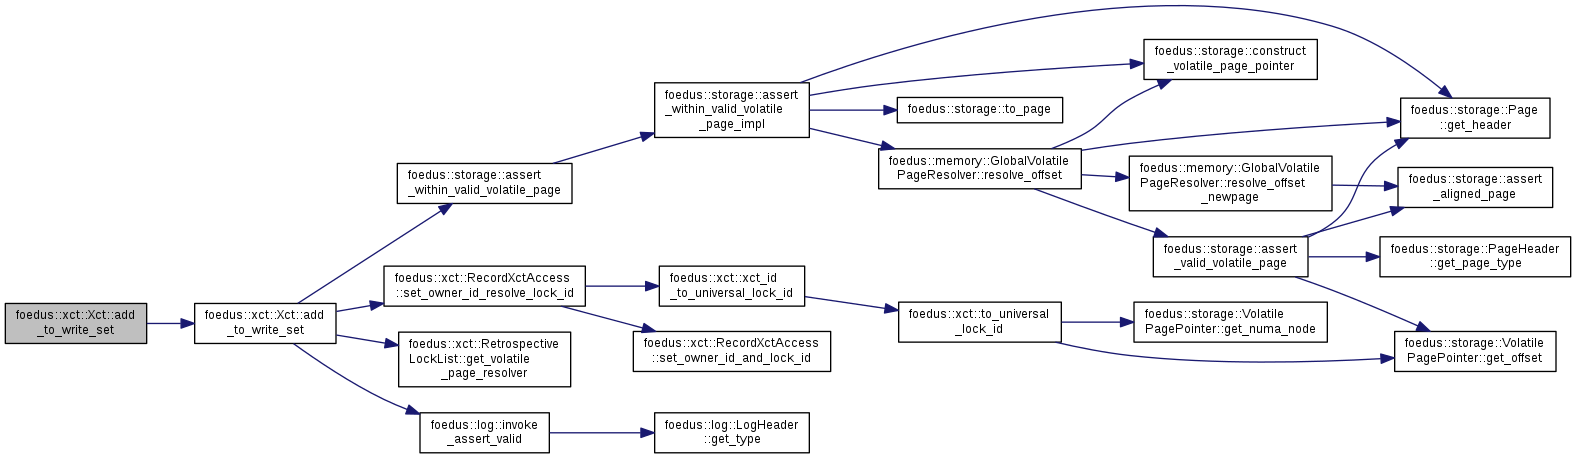 foedus::xct::Xct::add
_to_write_set
foedus::xct::Xct::add
_to_write_set
foedus::storage::assert
_within_valid_volatile_page
foedus::storage::assert
_within_valid_volatile
_page_impl
foedus::storage::construct
_volatile_page_pointer
foedus::storage::to_page
foedus::storage::Page
::get_header
foedus::memory::GlobalVolatile
PageResolver::resolve_offset
foedus::memory::GlobalVolatile
PageResolver::resolve_offset
_newpage
foedus::storage::assert
_aligned_page
foedus::storage::assert
_valid_volatile_page
foedus::storage::PageHeader
::get_page_type
foedus::xct::RecordXctAccess
::set_owner_id_resolve_lock_id
foedus::xct::xct_id
_to_universal_lock_id
foedus::xct::to_universal
_lock_id
foedus::storage::Volatile
PagePointer::get_numa_node
foedus::storage::Volatile
PagePointer::get_offset
foedus::xct::RecordXctAccess
::set_owner_id_and_lock_id
foedus::xct::Retrospective
LockList::get_volatile
_page_resolver
foedus::log::invoke
_assert_valid
foedus::log::LogHeader
::get_type